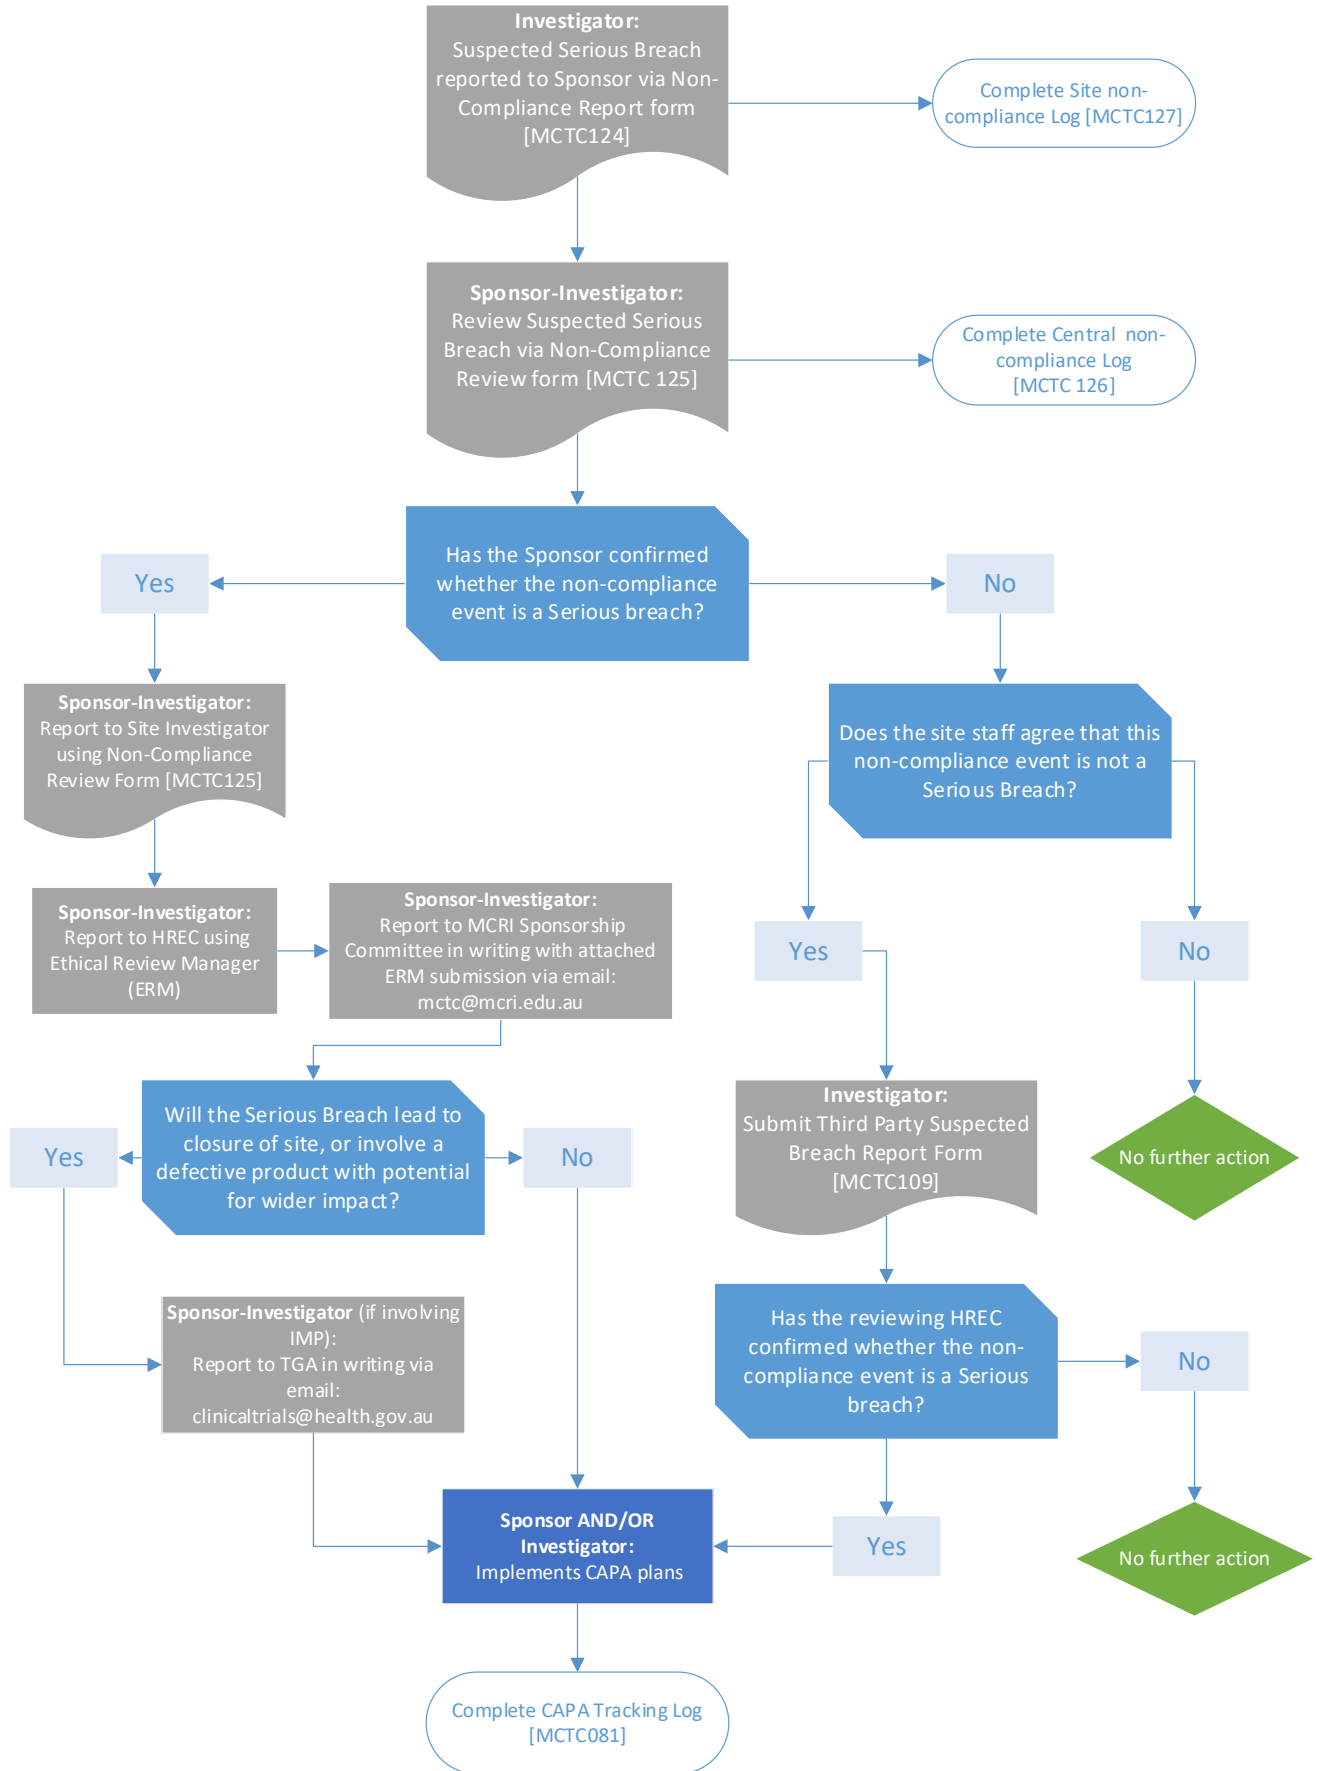 Investigator:
Suspected Serious Breach
reported to Sponsor via Non-
Compliance Report form
[MCTC124]
Complete Site non-
compliance Log [MCTC127]
Sponsor-Investigator:
Review Suspected Serious
Breach via Non-Compliance
Review form [MCTC 125]
Complete Central non-
compliance Log
[MCTC 126]
Has the Sponsor confirmed
whether the non-compliance
event is a Serious breach?
Yes
No
Sponsor-Investigator:
Report to Site Investigator
using Non-Compliance
Review Form [MCTC125]
Does the site staff agree that this
non-compliance event is not a
Serious Breach?
Sponsor-Investigator:
Report to HREC using
Ethical Review Manager
(ERM)
Sponsor-Investigator:
Report to MCRI Sponsorship
Committee in writing with attached
ERM submission via email:
mctc@mcri.edu.au
Yes
No
Will the Serious Breach lead to
closure of site, or involve a
defective product with potential
for wider impact?
Yes
No
Investigator:
Submit Third Party Suspected
Breach Report Form
[MCTC109]
No further action
Sponsor-Investigator (if involving
IMP):
Report to TGA in writing via
email:
clinicaltrials@health.gov.au
Has the reviewing HREC
confirmed whether the non-
compliance event is a Serious
breach?
No
Sponsor AND/OR
Investigator:
Implements CAPA plans
Yes
No further action
Complete CAPA Tracking Log
[MCTC081]